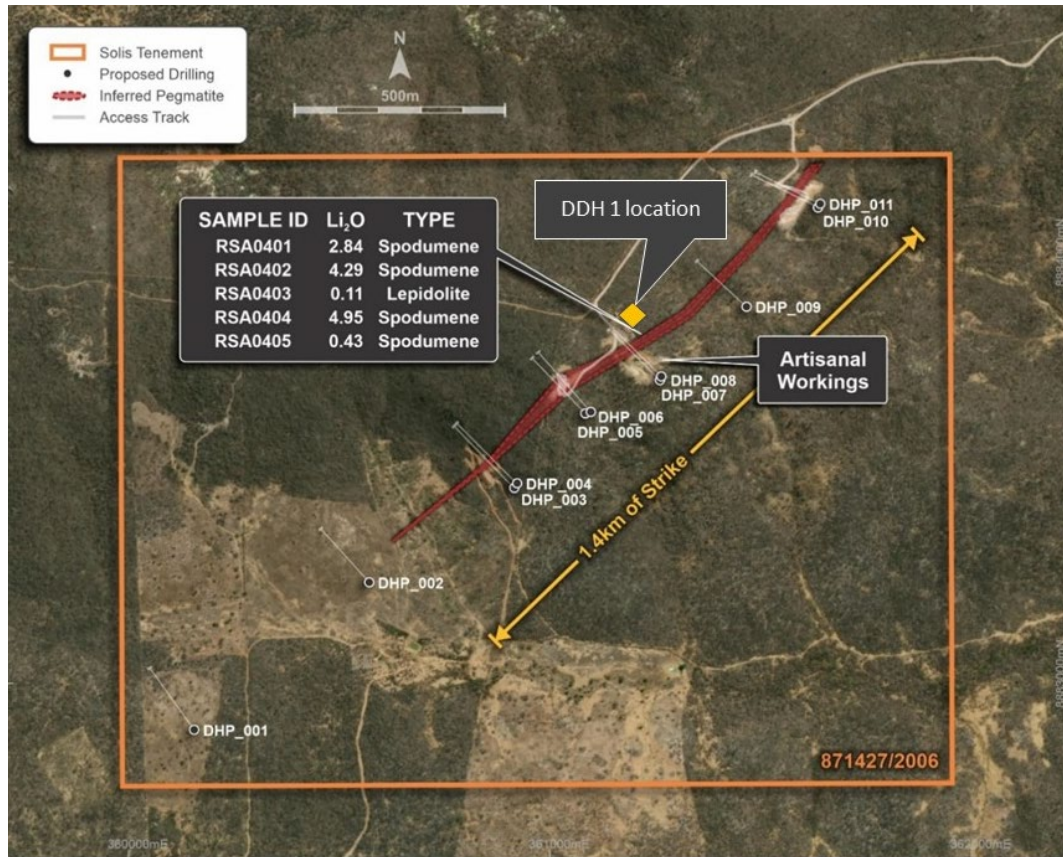 Solis Tenement
Proposed Drilling
Inferred Pegmatite
Access Track
N
500m
DDH 1 location
SAMPLE ID Li₂O TYPE
RSA0401 2.84 Spodumene
RSA0402 4.29 Spodumene
RSA0403 0.11 Lepidolite
RSA0404 4.95 Spodumene
RSA0405 0.43 Spodumene
DHP_011
DHP_010
DHP_009
Artisanal
Workings
DHP_008
DHP_007
DHP_006
DHP_005
DHP_004
DHP_003
1.4km of Strike
DHP_002
DHP_001
871427/2006
380000mE
381000mE
382000mE